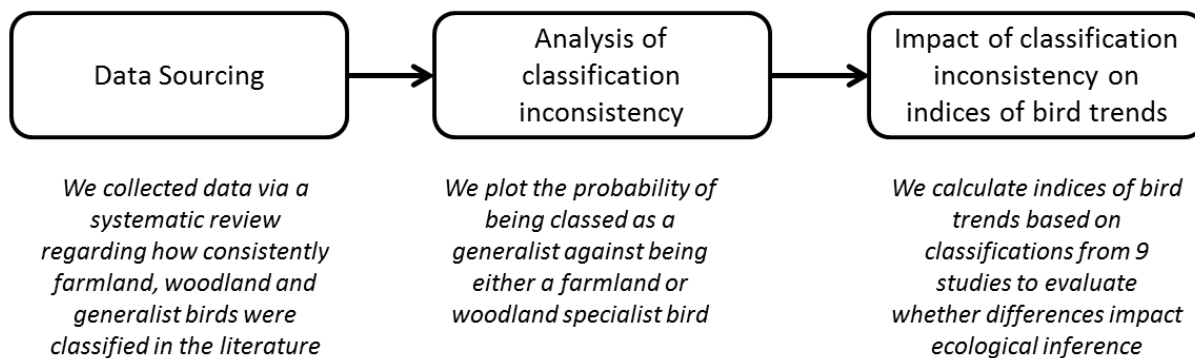 Data Sourcing
Analysis of
classification
inconsistency
Impact of classification
inconsistency on
indices of bird trends
We collected data via a
systematic review
regarding how consistently
farmland, woodland and
generalist birds were
classified in the literature
We plot the probability of
being classed as a
generalist against being
either a farmland or
woodland specialist bird
We calculate indices of bird
trends based on
classifications from 9
studies to evaluate
whether differences impact
ecological inference